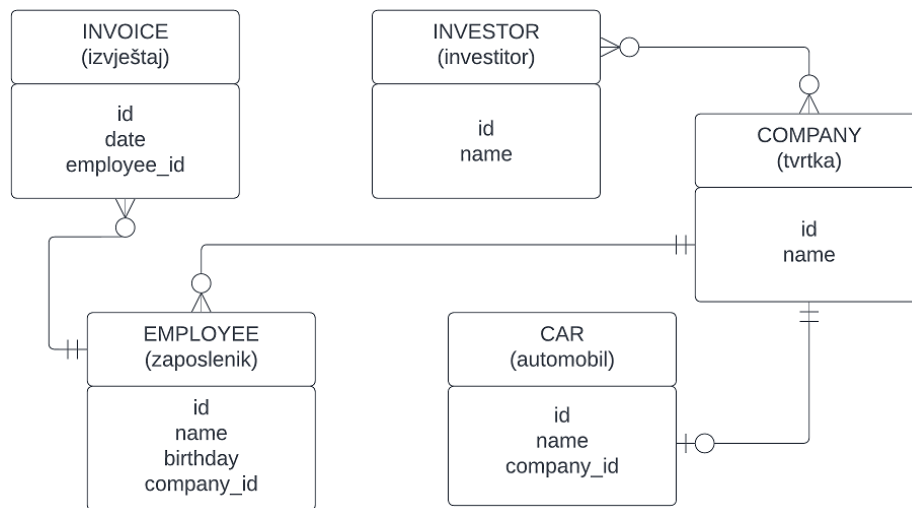 INVOICE
(izvještaj)
id
date
employee_id
INVESTOR
(investitor)
id
name
COMPANY
(tvrtka)
id
name
EMPLOYEE
(zaposlenik)
id
name
birthday
company_id
CAR
(automobil)
id
name
company_id